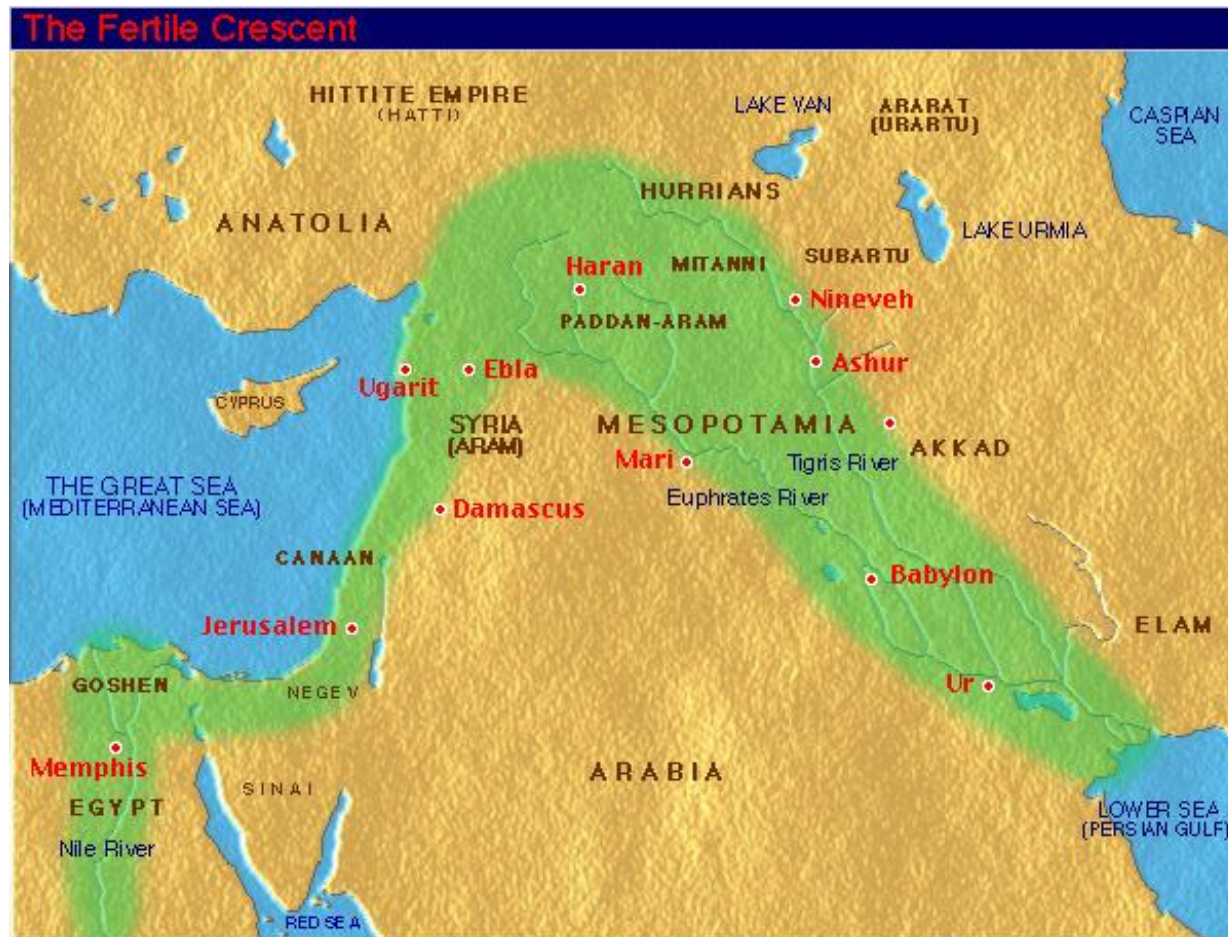 The Fertile Crescent
HITTITE EMPIRE
(HATTI)
LAKE VAN
ARARAT
(URARTU)
CASPIAN
SEA
HURRIANS
ANATOLIA
LAKE URMIA
SUBARTU
MITANNI
Haran
Nineveh
PADDAN-ARAM
Ashur
Ebla
Ugarit
CYPRUS
SYRIA
(ARAM)
MESOPOTAMIA
AKKAD
Mari
Tigris River
THE GREAT SEA
(MEDITERRANEAN SEA)
Euphrates River
Damascus
CANAAN
Babylon
Jerusalem
ELAM
GOSHEN
NEGEV
Ur
Memphis
SINAI
ARABIA
EGYPT
LOWER SEA
(PERSIAN GULF)
Nile River
RED SEA